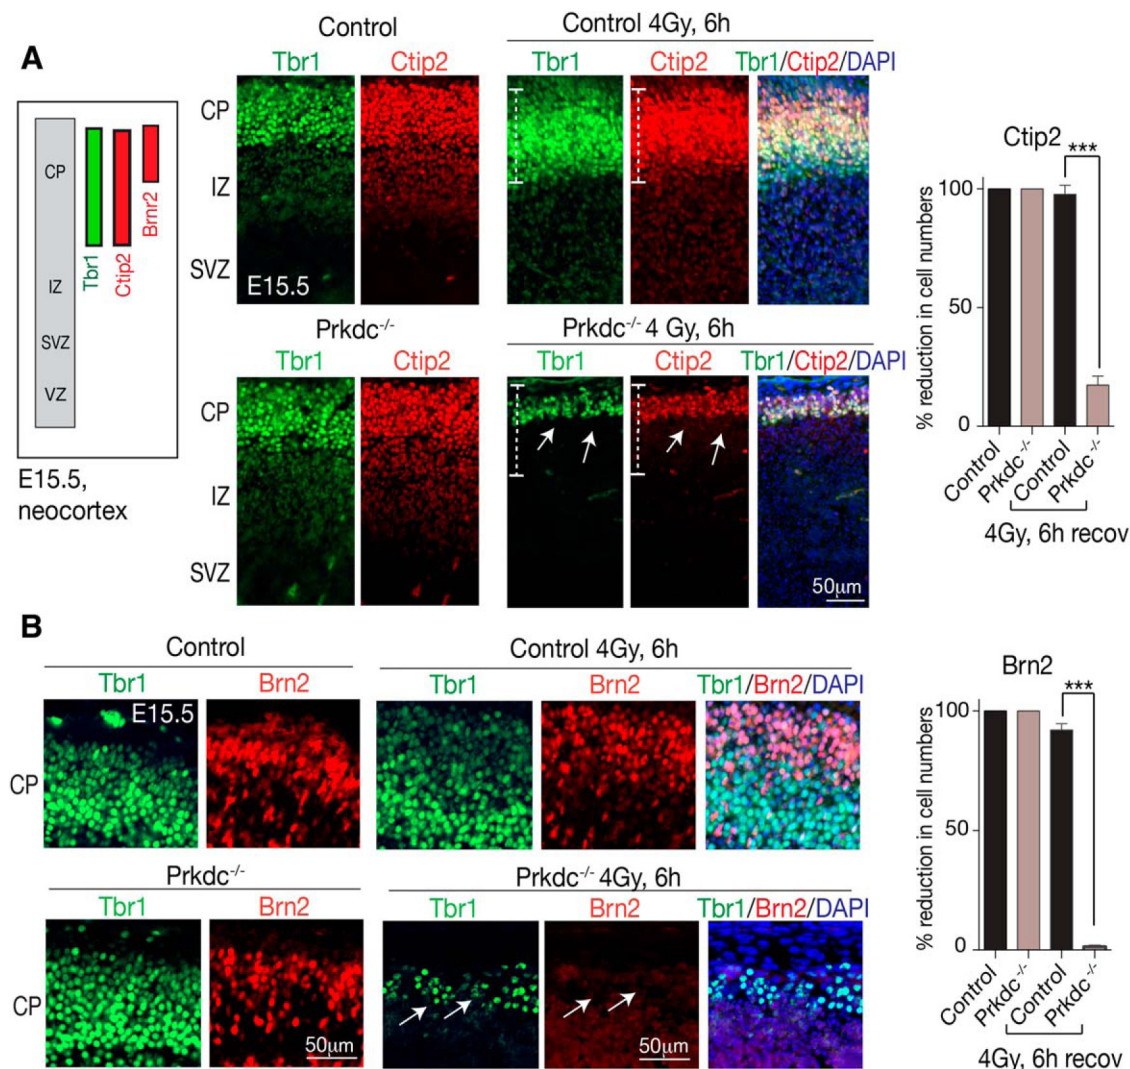 A
Control
Tbr1
Ctip2
Control 4Gy, 6h
Tbr1
Ctip2
Tbr1/Ctip2/DAPI
CP
IZ
SVZ
VZ
Tbr1
Ctip2
Brnr2
E15.5,
neocortex
CP
IZ
SVZ
E15.5
Prkdc-/-
Tbr1
Ctip2
Prkdc-/- 4 Gy, 6h
Tbr1
Ctip2
Tbr1/Ctip2/DAPI
CP
IZ
SVZ
50μm
Ctip2
***
% reduction in cell numbers
100
50
0
Control
Prkdc-/-
Control
Prkdc-/-
4Gy, 6h recov
B
Control
Tbr1
Brn2
E15.5
CP
Control 4Gy, 6h
Tbr1
Brn2
Tbr1/Brn2/DAPI
Prkdc-/-
Tbr1
Brn2
CP
50μm
Prkdc-/- 4Gy, 6h
Tbr1
Brn2
Tbr1/Brn2/DAPI
50μm
Brn2
***
% reduction in cell numbers
100
50
0
Control
Prkdc-/-
Control
Prkdc-/-
4Gy, 6h recov